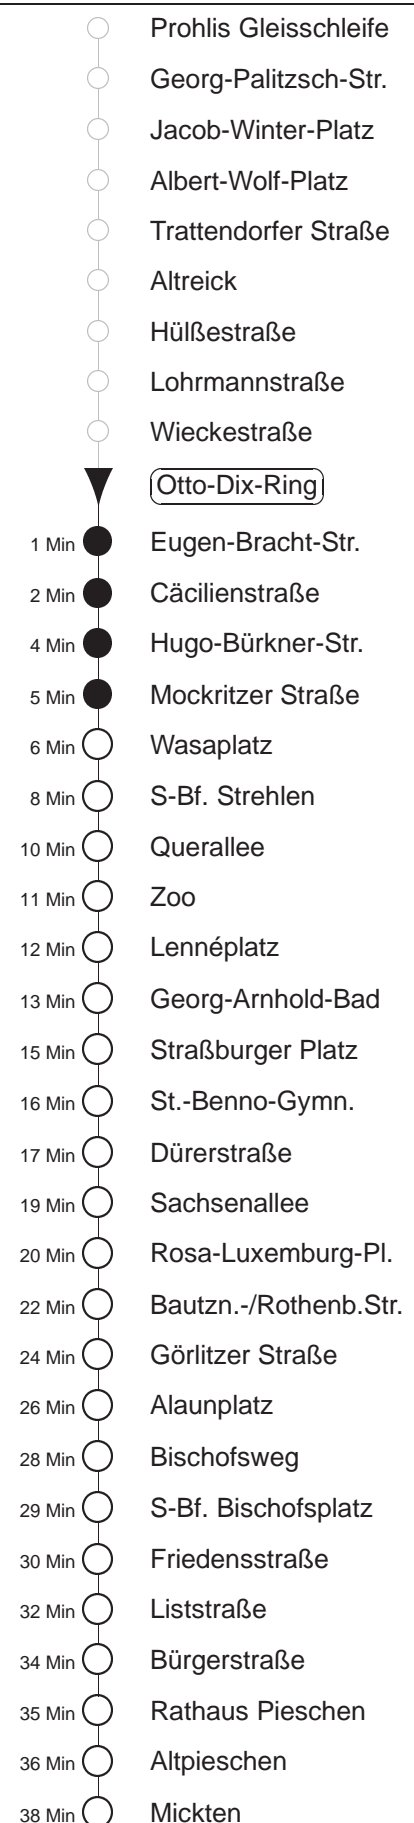 Prohlis Gleisschleife
Georg-Palitzsch-Str.
Jacob-Winter-Platz
Albert-Wolf-Platz
Trattendorfer Straße
Altreick
Hülßestraße
Lohrmannstraße
Wieckestraße
Otto-Dix-Ring
1 Min Eugen-Bracht-Str.
2 Min Cäcilienstraße
4 Min Hugo-Bürkner-Str.
5 Min Mockritzer Straße
6 Min Wasaplatz
8 Min S-Bf. Strehlen
10 Min Querallee
11 Min Zoo
12 Min Lennéplatz
13 Min Georg-Arnhold-Bad
15 Min Straßburger Platz
16 Min St.-Benno-Gymn.
17 Min Dürerstraße
19 Min Sachsenallee
20 Min Rosa-Luxemburg-Pl.
22 Min Bautzn.-/Rothenb.Str.
24 Min Görlitzer Straße
26 Min Alaunplatz
28 Min Bischofsweg
29 Min S-Bf. Bischofsplatz
30 Min Friedensstraße
32 Min Liststraße
34 Min Bürgerstraße
35 Min Rathaus Pieschen
36 Min Altpieschen
38 Min Mickten